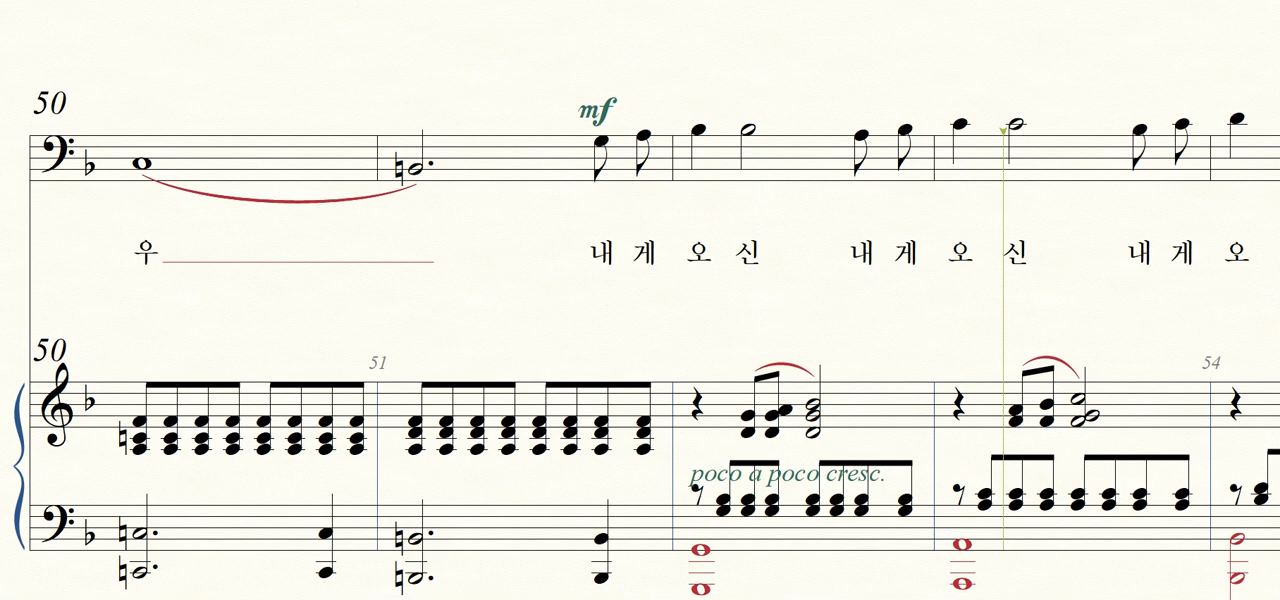 50
mf
우 내 게 오 신 내 게 오 신 내 게 오
50
51
54
poco a poco cresc.